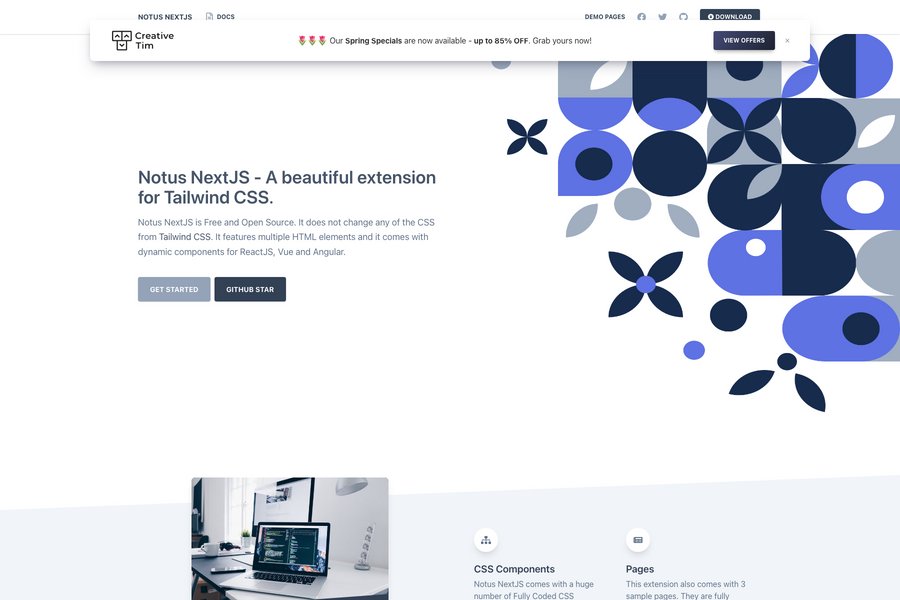 NOTUS NEXTJS
DOCS
DEMO PAGES
DOWNLOAD
Creative
Tim
🌷🌷🌷 Our Spring Specials are now available - up to 85% OFF. Grab yours now!
VIEW OFFERS
×
Notus NextJS - A beautiful extension
for Tailwind CSS.
Notus NextJS is Free and Open Source. It does not change any of the CSS
from Tailwind CSS. It features multiple HTML elements and it comes with
dynamic components for ReactJS, Vue and Angular.
GET STARTED
GITHUB STAR
CSS Components
Notus NextJS comes with a huge
number of Fully Coded CSS
Pages
This extension also comes with 3
sample pages. They are fully